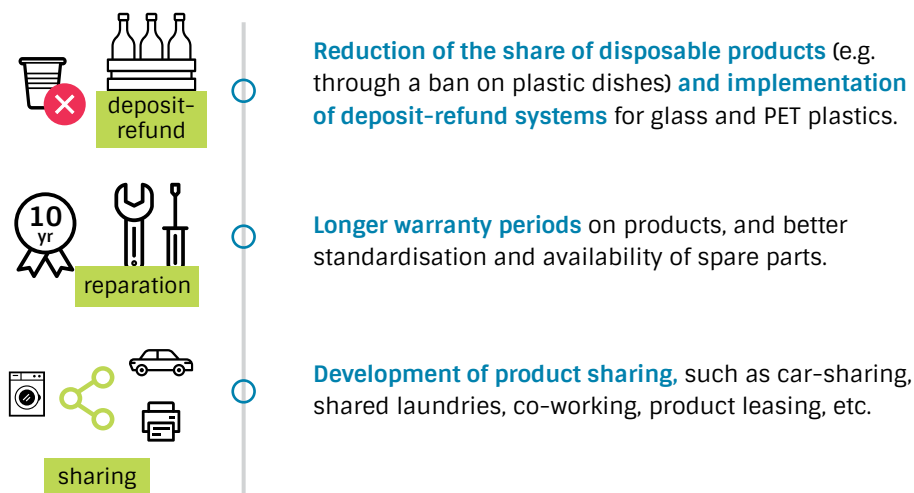 deposit-
refund
Reduction of the share of disposable products (e.g.
through a ban on plastic dishes) and implementation
of deposit-refund systems for glass and PET plastics.
10
yr
reparation
Longer warranty periods on products, and better
standardisation and availability of spare parts.
sharing
Development of product sharing, such as car-sharing,
shared laundries, co-working, product leasing, etc.